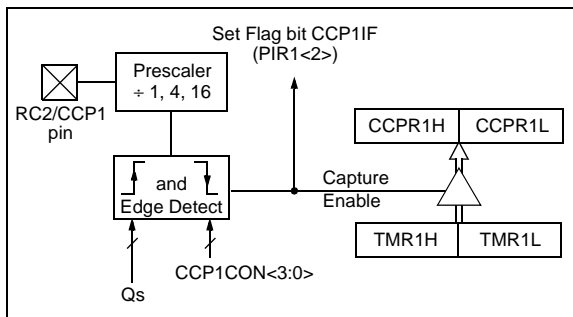 Set Flag bit CCP1IF
(PIR1<2>)
Prescaler
÷ 1, 4, 16
RC2/CCP1
pin
CCPR1H
CCPR1L
and
Edge Detect
Capture
Enable
TMR1H
TMR1L
Qs
CCP1CON<3:0>